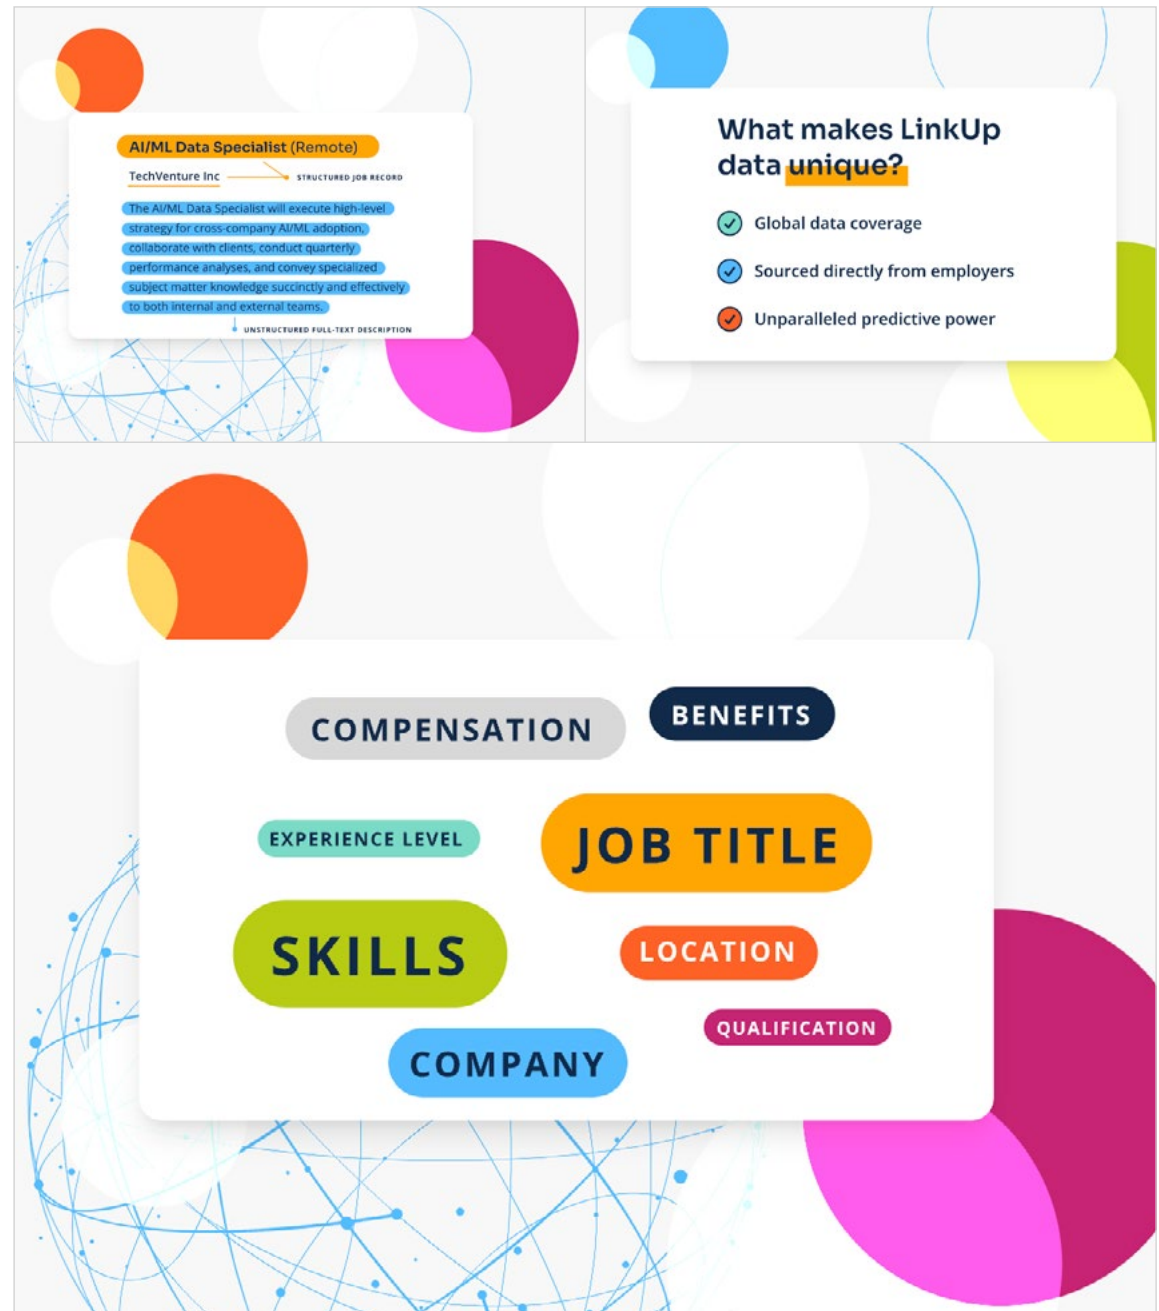 AI/ML Data Specialist (Remote)
TechVenture Inc
STRUCTURED JOB RECORD
The AI/ML Data Specialist will execute high-level
strategy for cross-company AI/ML adoption,
collaborate with clients, conduct quarterly
performance analyses, and convey specialized
subject matter knowledge succinctly and effectively
to both internal and external teams.
UNSTRUCTURED FULL-TEXT DESCRIPTION
What makes LinkUp
data unique?
Global data coverage
Sourced directly from employers
Unparalleled predictive power
COMPENSATION
BENEFITS
EXPERIENCE LEVEL
JOB TITLE
SKILLS
LOCATION
QUALIFICATION
COMPANY